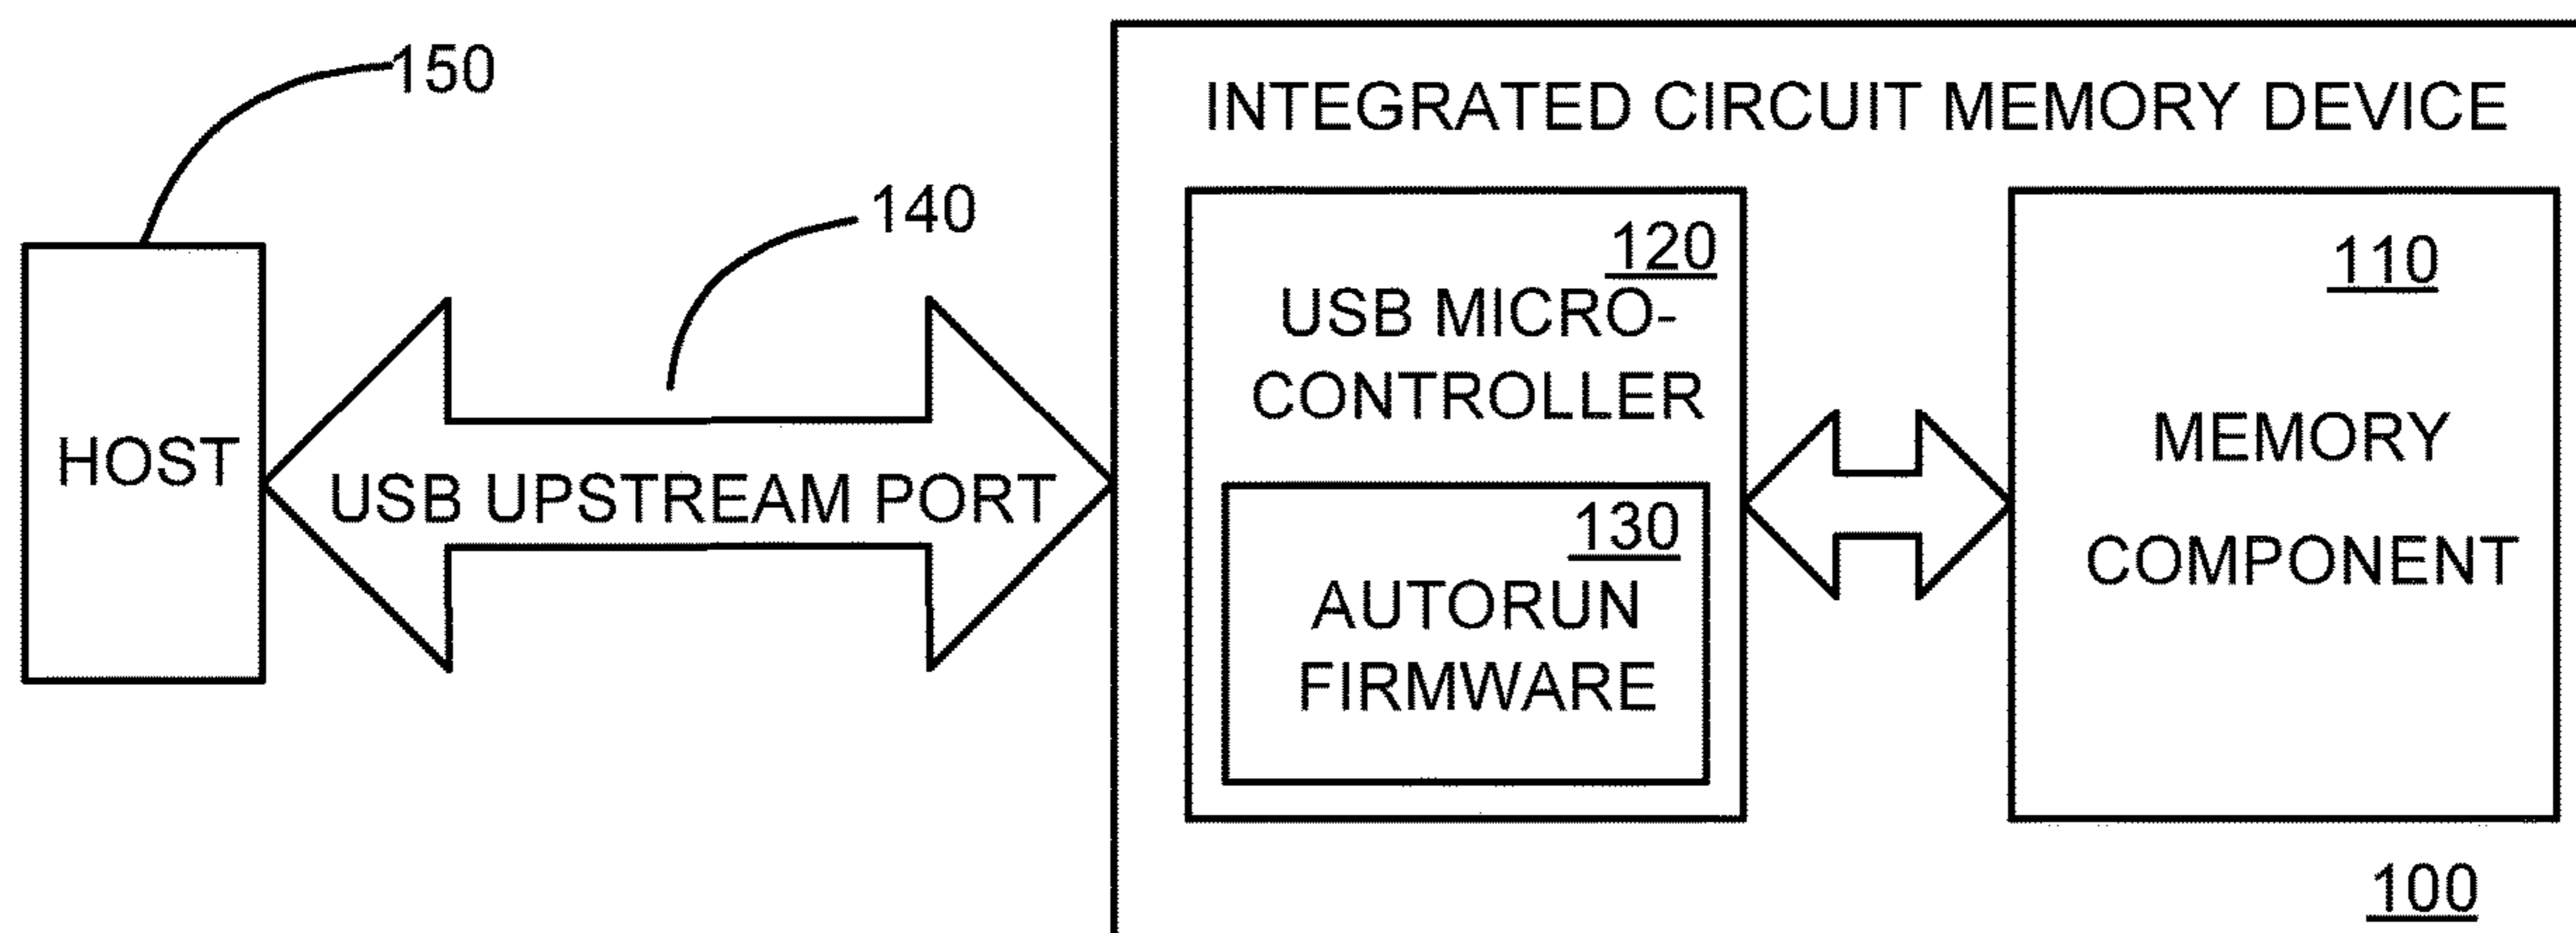 150
INTEGRATED CIRCUIT MEMORY DEVICE
140
120
110
USB MICRO-
CONTROLLER
MEMORY
HOST
USB UPSTREAM PORT
130
COMPONENT
AUTORUN
FIRMWARE
100